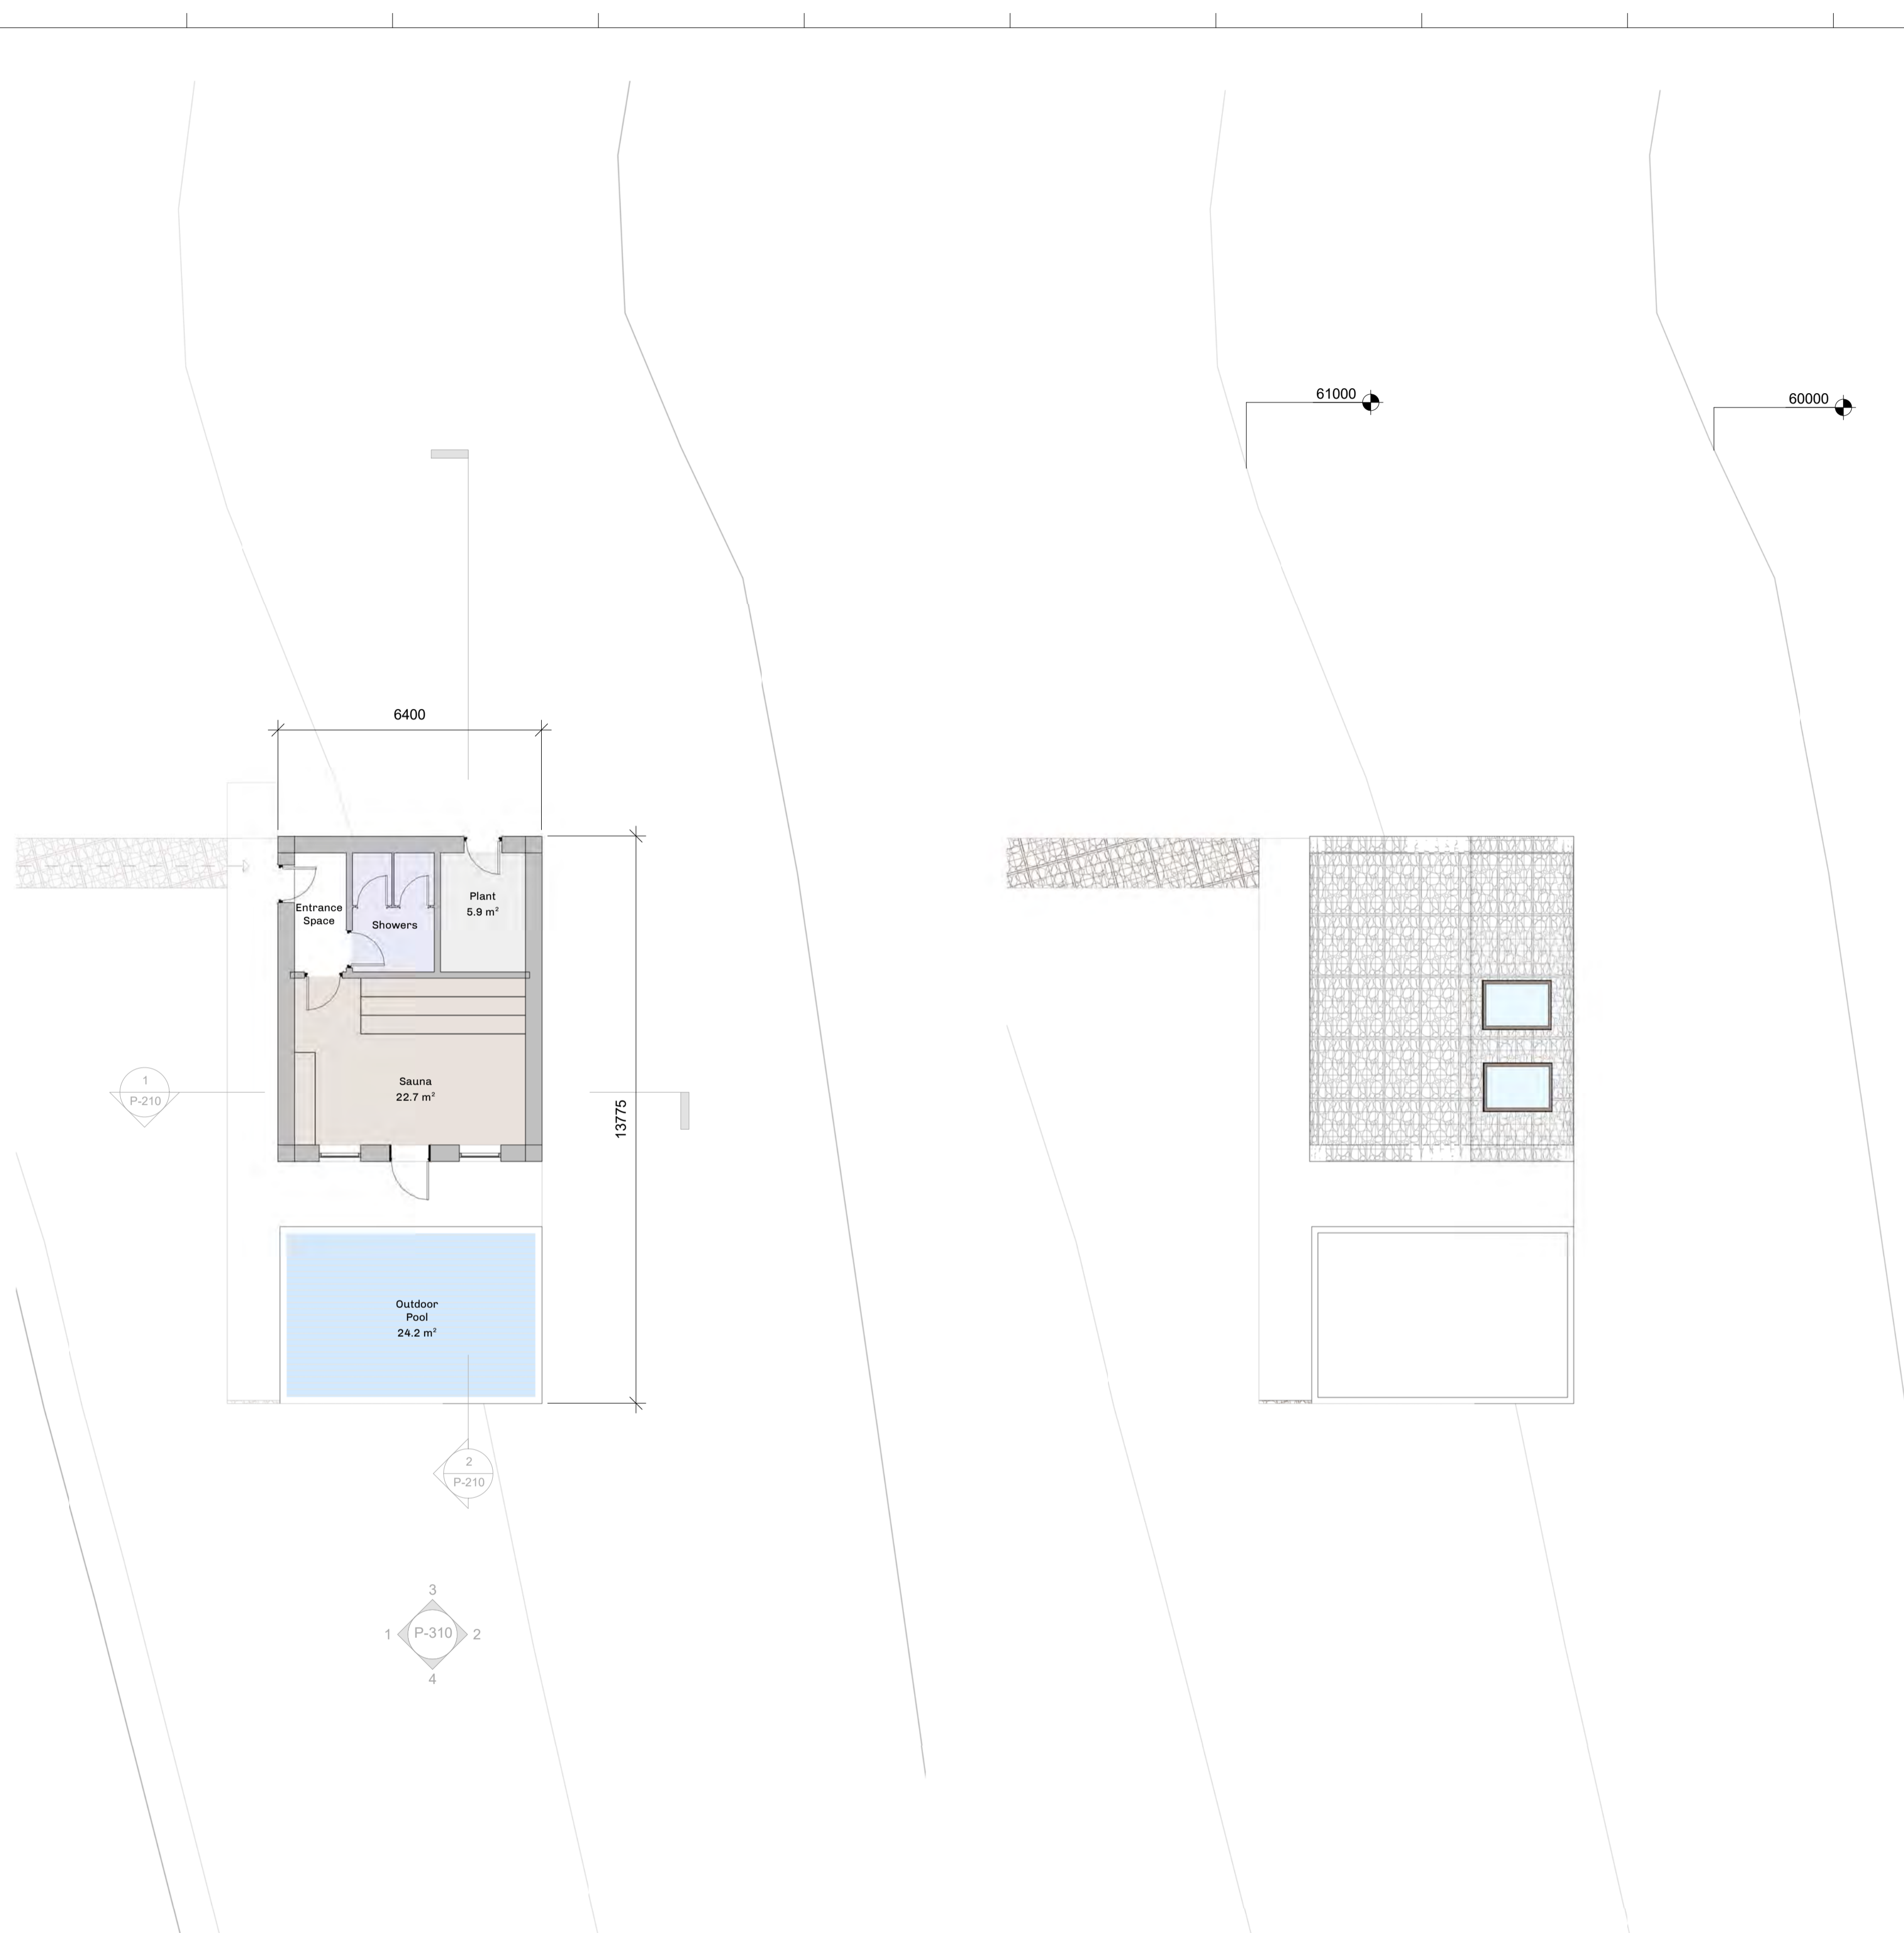 61000
60000
6400
Entrance
Space
Showers
Plant
5.9 m²
Sauna
22.7 m²
1
P-210
13775
Outdoor
Pool
24.2 m²
2
P-210
3
1
P-310
2
4